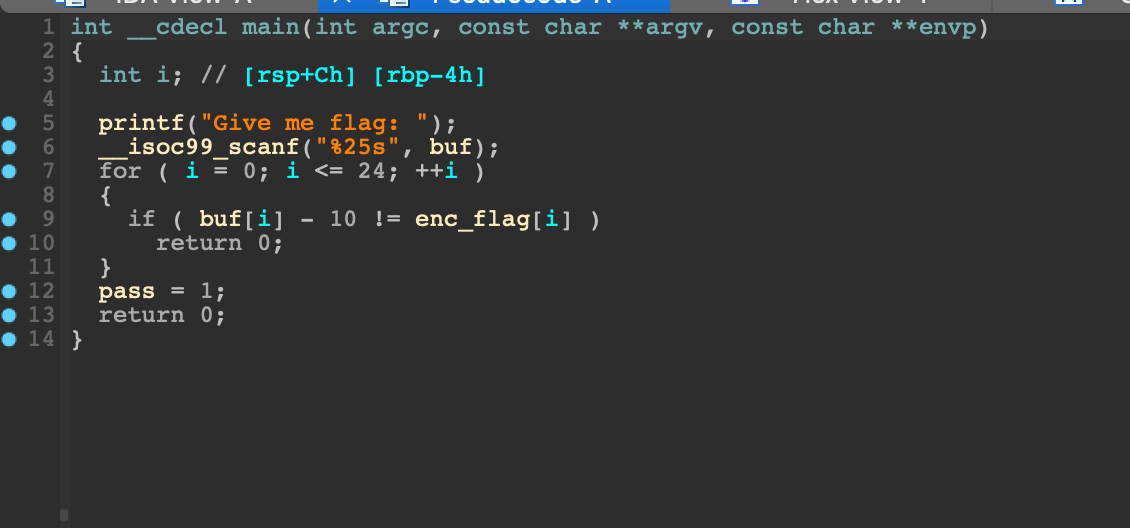 1 int __cdecl main(int argc, const char **argv, const char **envp)
2 {
3 int i; // [rsp+Ch] [rbp-4h]
4
5 printf("Give me flag: ");
6 __isoc99_scanf("%25s", buf);
7 for ( i = 0; i <= 24; ++i )
8 {
9 if ( buf[i] - 10 != enc_flag[i] )
10 return 0;
11 }
12 pass = 1;
13 return 0;
14 }